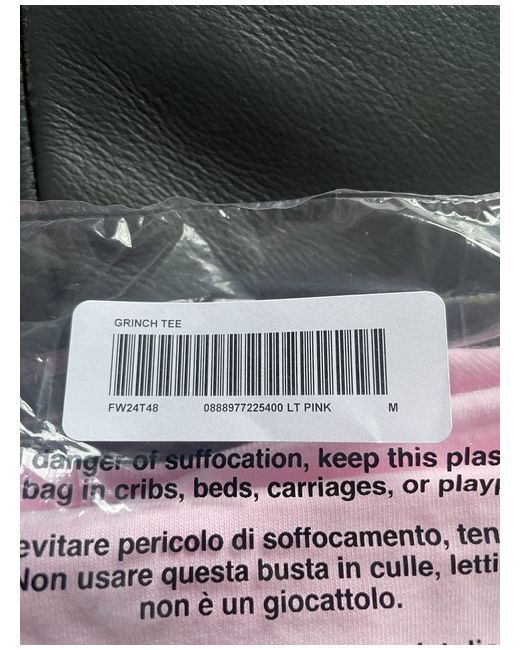 GRINCH TEE
FW24T48 0888977225400 LT PINK M
danger of suffocation, keep this plas
bag in cribs, beds, carriages, or playp
evitare pericolo di soffocamento, ten
Non usare questa busta in culle, letti
non è un giocattolo.